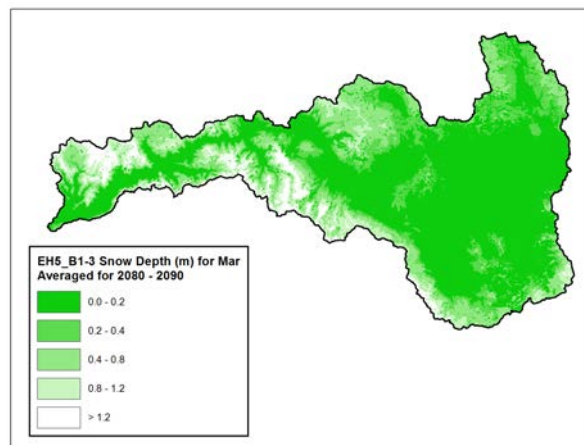 EH5_B1-3 Snow Depth (m) for Mar
Averaged for 2080 - 2090
0.0 - 0.2
0.2 - 0.4
0.4 - 0.8
0.8 - 1.2
> 1.2